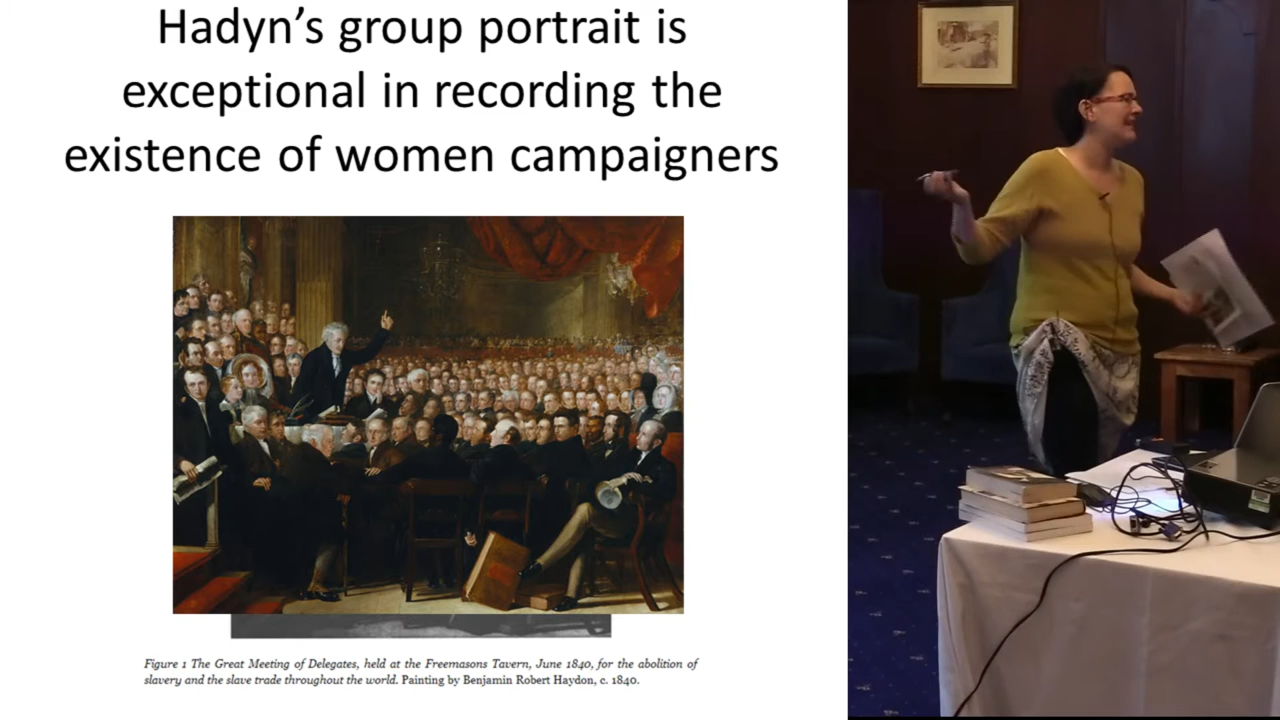 Hadyn's group portrait is
exceptional in recording the
existence of women campaigners
Figure 1 The Great Meeting of Delegates, held at the Freemasons Tavern, June 1840, for the abolition of
slavery and the slave trade throughout the world. Painting by Benjamin Robert Haydon, c. 1840.